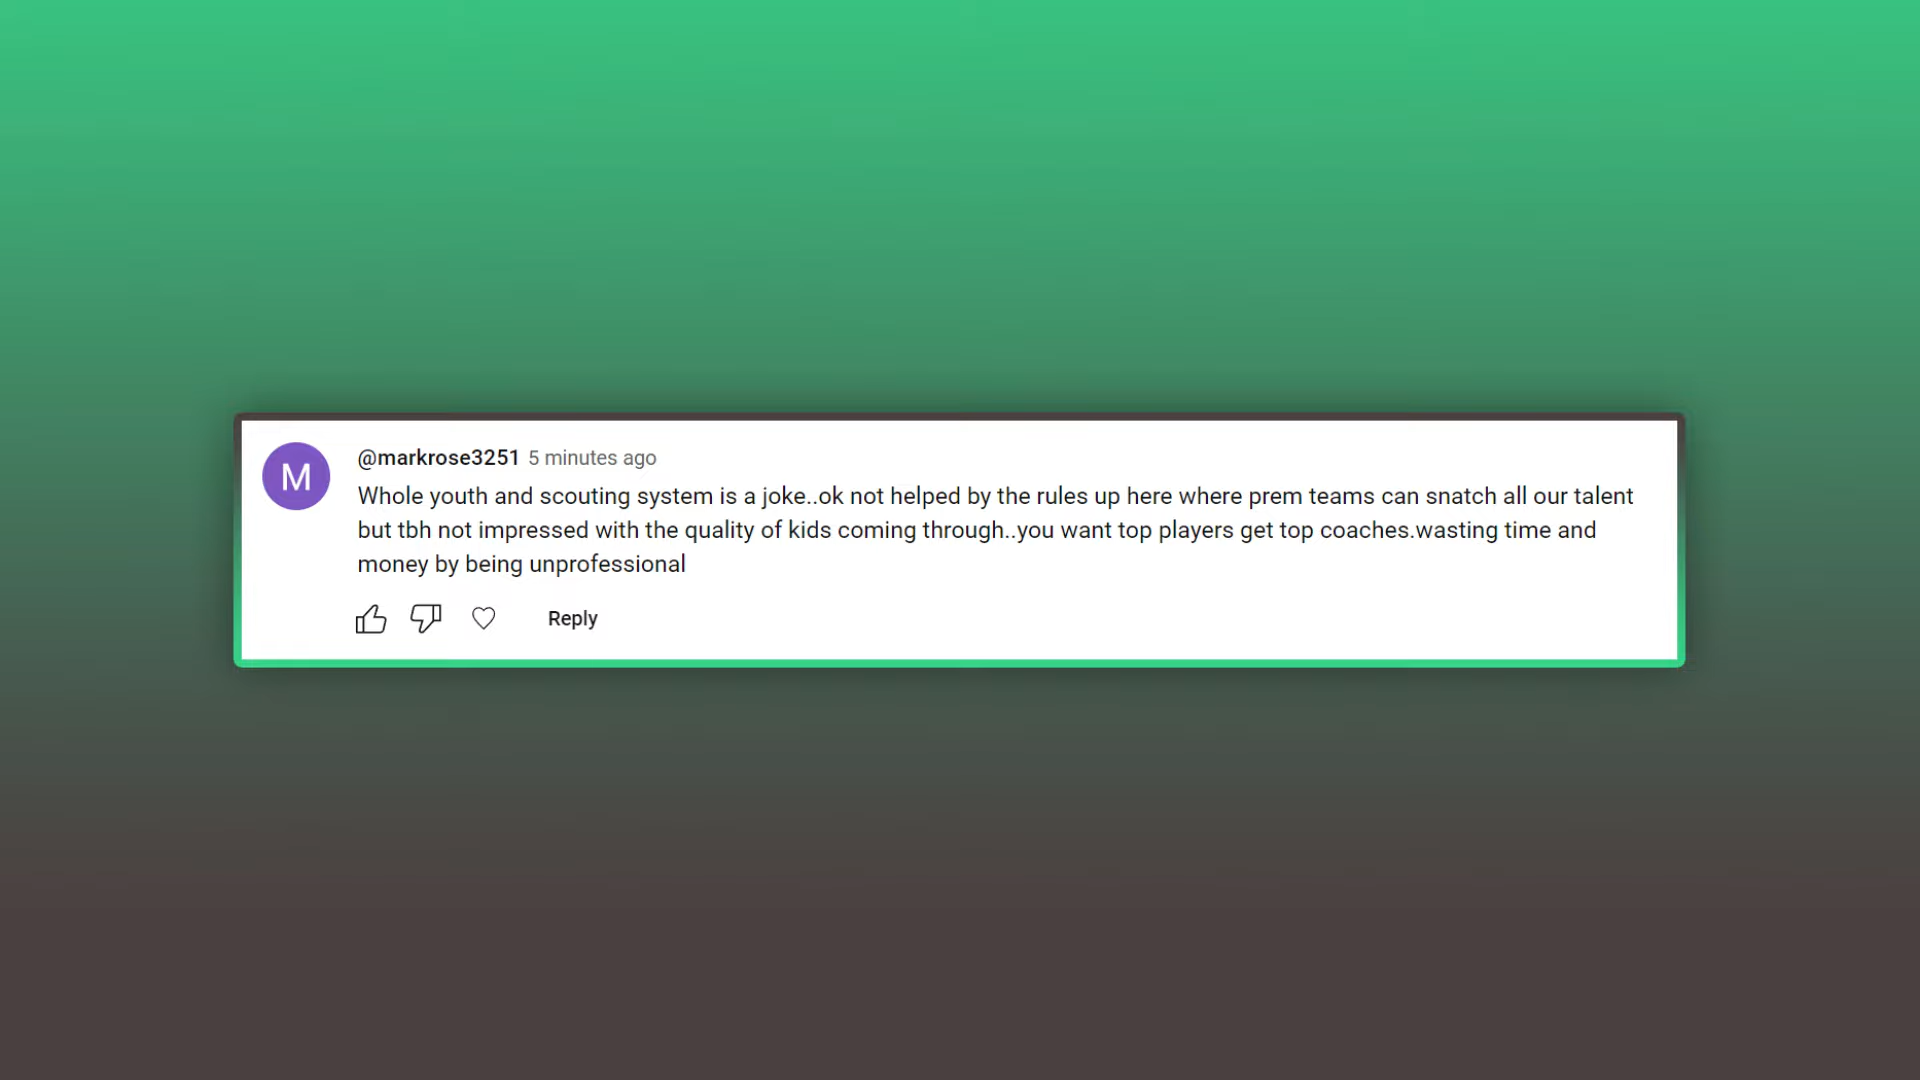 M
@markrose3251 5 minutes ago
Whole youth and scouting system is a joke..ok not helped by the rules up here where prem teams can snatch all our talent
but tbh not impressed with the quality of kids coming through..you want top players get top coaches.wasting time and
money by being unprofessional
Reply